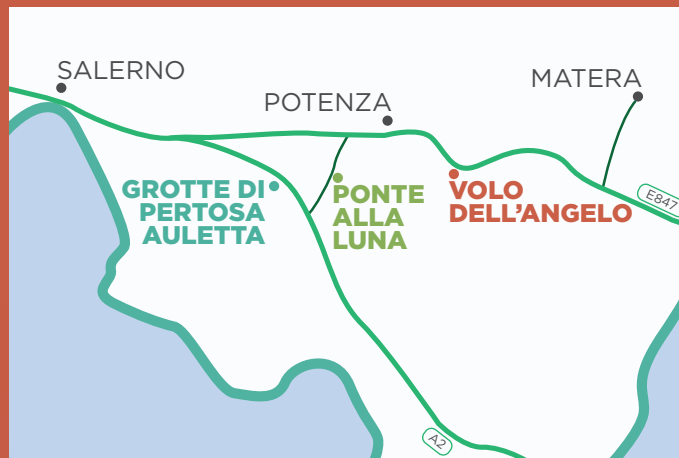 SALERNO
POTENZA
MATERA
GROTTE DI
PERTOSA
AULETTA
PONTE
ALLA
LUNA
VOLO
DELL’ANGELO
E847
A2